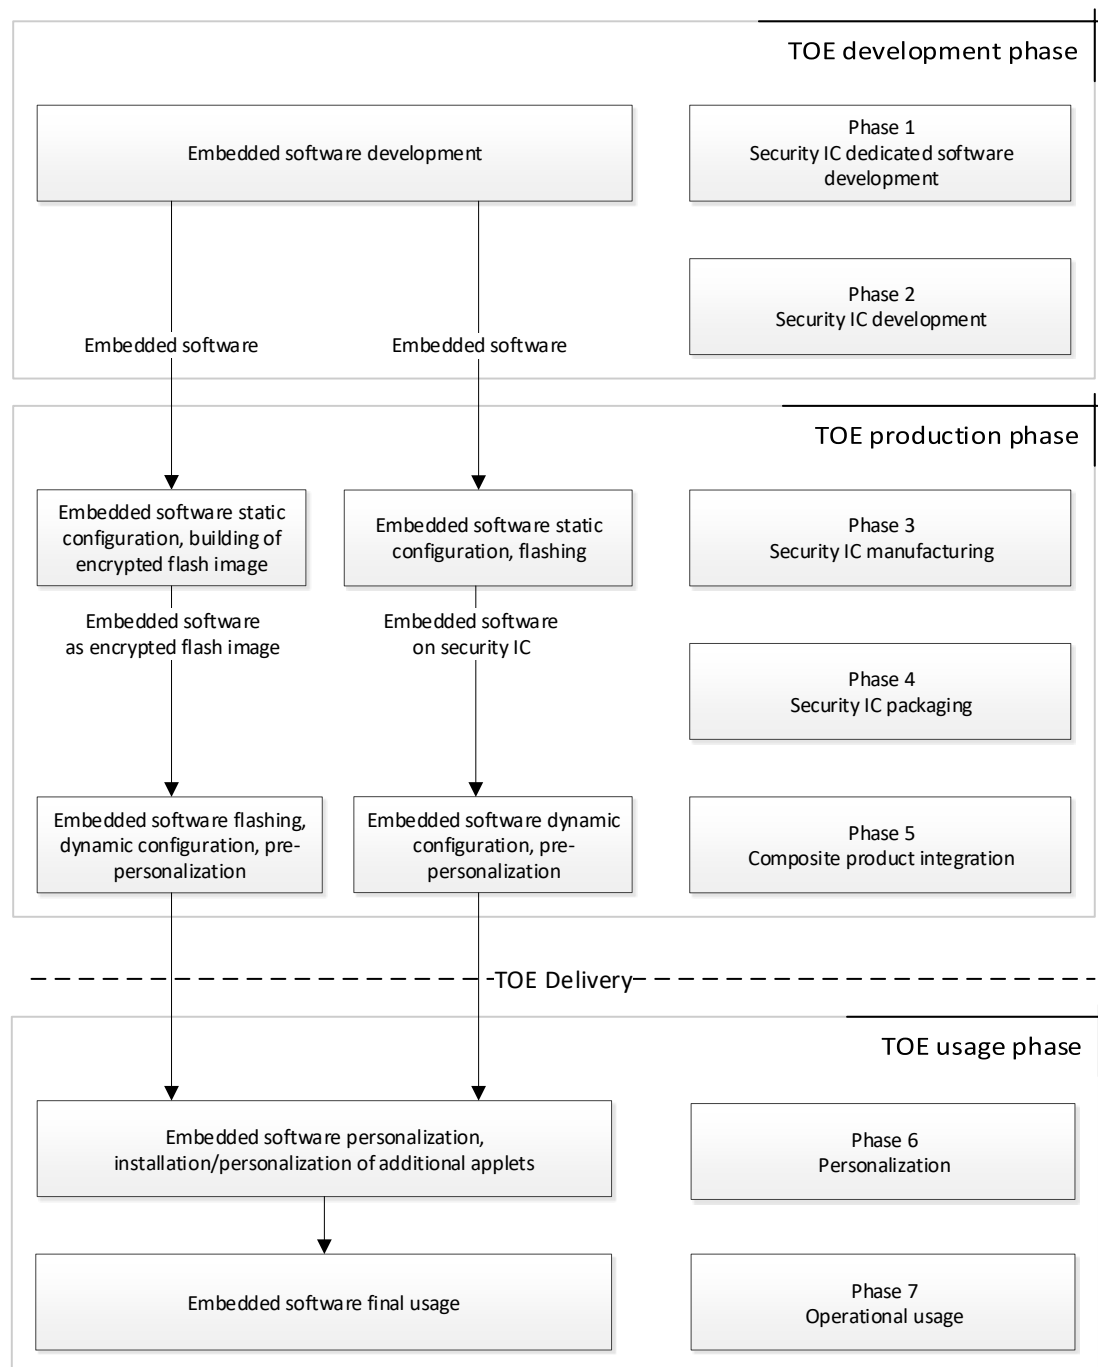 TOE development phase
Embedded software development
Phase 1
Security IC dedicated software
development
Phase 2
Security IC development
Embedded software
Embedded software
TOE production phase
Embedded software static
configuration, building of
encrypted flash image
Embedded software static
configuration, flashing
Phase 3
Security IC manufacturing
Embedded software
as encrypted flash image
Embedded software
on security IC
Phase 4
Security IC packaging
Embedded software flashing,
dynamic configuration, pre-
personalization
Embedded software dynamic
configuration, pre-
personalization
Phase 5
Composite product integration
TOE Delivery
TOE usage phase
Embedded software personalization,
installation/personalization of additional applets
Phase 6
Personalization
Embedded software final usage
Phase 7
Operational usage